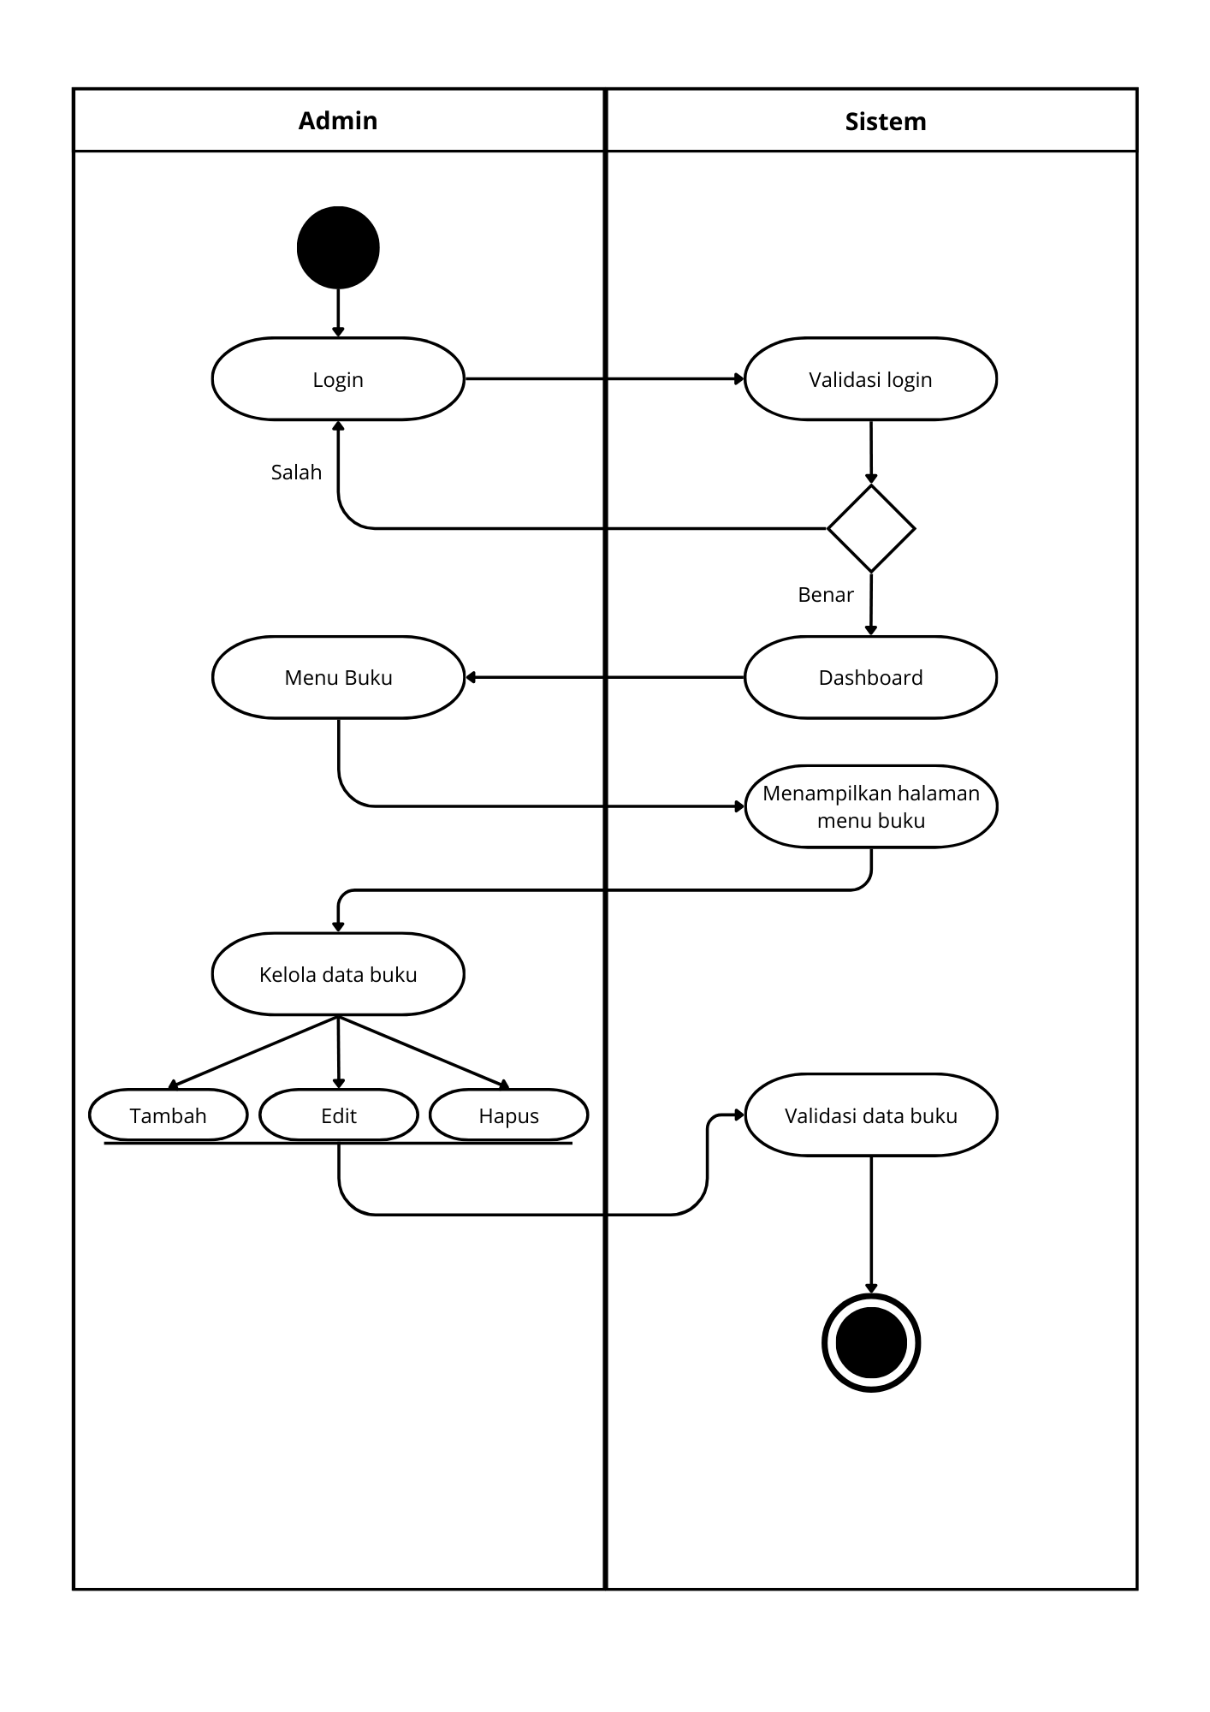 Admin
Sistem
Login
Validasi login
Salah
Benar
Menu Buku
Dashboard
Menampilkan halaman
menu buku
Kelola data buku
Tambah
Edit
Hapus
Validasi data buku